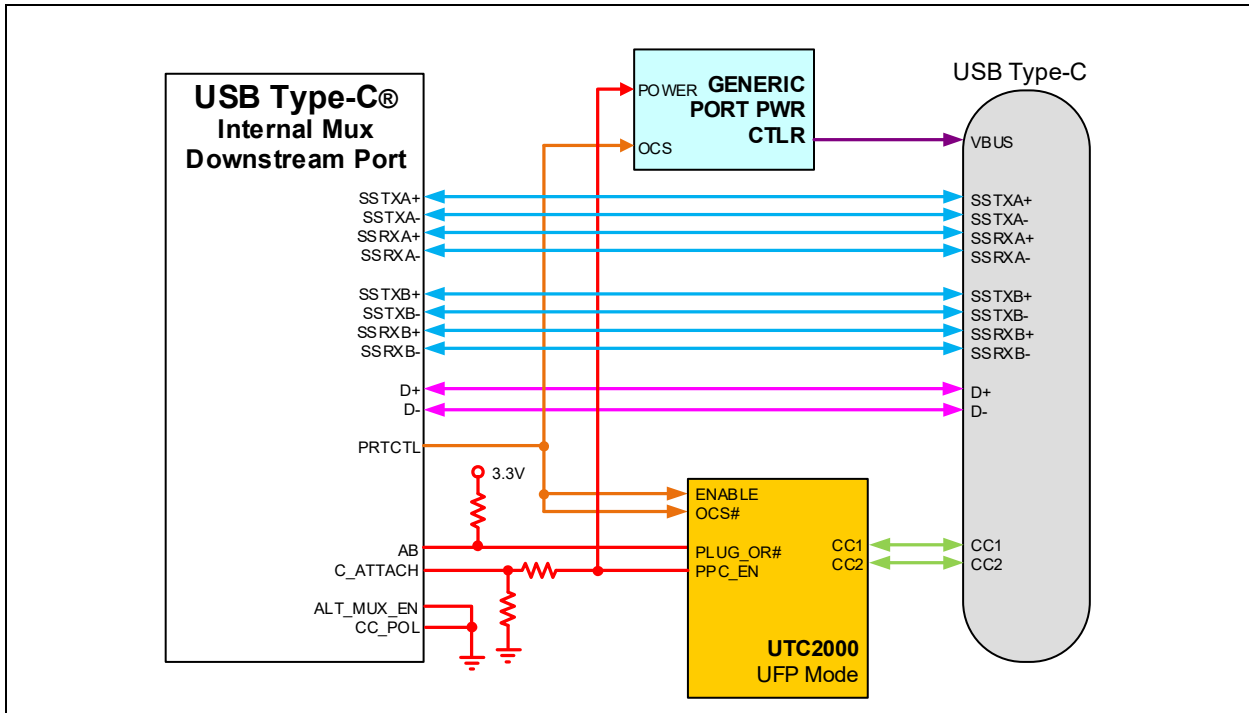 USB Type-C®
Internal Mux
Downstream Port
SSTXA+
SSTXA-
SSRXA+
SSRXA-
SSTXB+
SSTXB-
SSRXB+
SSRXB-
D+
D-
PRTCTL
3.3V
AB
C_ATTACH
ALT_MUX_EN
CC_POL
POWER
GENERIC
PORT PWR
CTLR
OCS
ENABLE
OCS#
PLUG_OR#
PPC_EN
CC1
CC2
UTC2000
UFP Mode
USB Type-C
VBUS
SSTXA+
SSTXA-
SSRXA+
SSRXA-
SSTXB+
SSTXB-
SSRXB+
SSRXB-
D+
D-
CC1
CC2